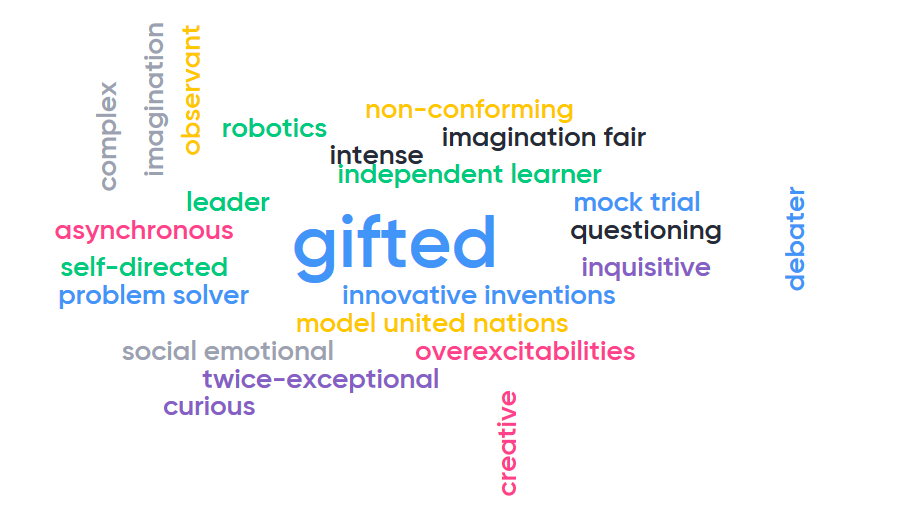 complex
imagination
observant
robotics
non-conforming
imagination fair
intense
independent learner
leader
mock trial
debater
asynchronous
gifted
questioning
self-directed
inquisitive
problem solver
innovative inventions
model united nations
social emotional
overexcitabilities
twice-exceptional
curious
creative